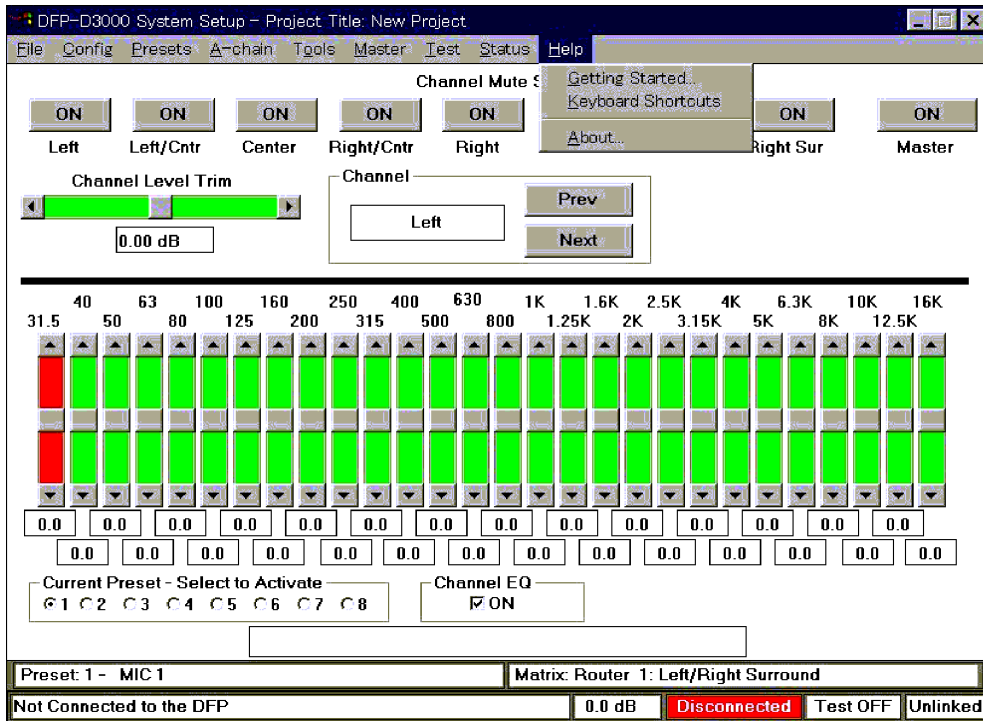 DFP-D3000 System Setup - Project Title: New Project
File Config Presets A-chain Tools Master Test Status Help
Channel Mute S
Getting Started...
Keyboard Shortcuts
About...
ON ON ON ON ON ON ON
Left Left/Cntr Center Right/Cntr Right Right Sur Master
Channel Level Trim
0.00 dB
Channel
Left
Prev
Next
40 63 100 160 250 400 630 1K 1.6K 2.5K 4K 6.3K 10K 16K
31.5 50 80 125 200 315 500 800 1.25K 2K 3.15K 5K 8K 12.5K
0.0 0.0 0.0 0.0 0.0 0.0 0.0 0.0 0.0 0.0 0.0 0.0 0.0 0.0
0.0 0.0 0.0 0.0 0.0 0.0 0.0 0.0 0.0 0.0 0.0 0.0 0.0 0.0
Current Preset - Select to Activate
1 2 3 4 5 6 7 8
Channel EQ
ON
Preset: 1 - MIC 1
Matrix: Router 1: Left/Right Surround
Not Connected to the DFP
0.0 dB
Disconnected
Test OFF
Unlinked